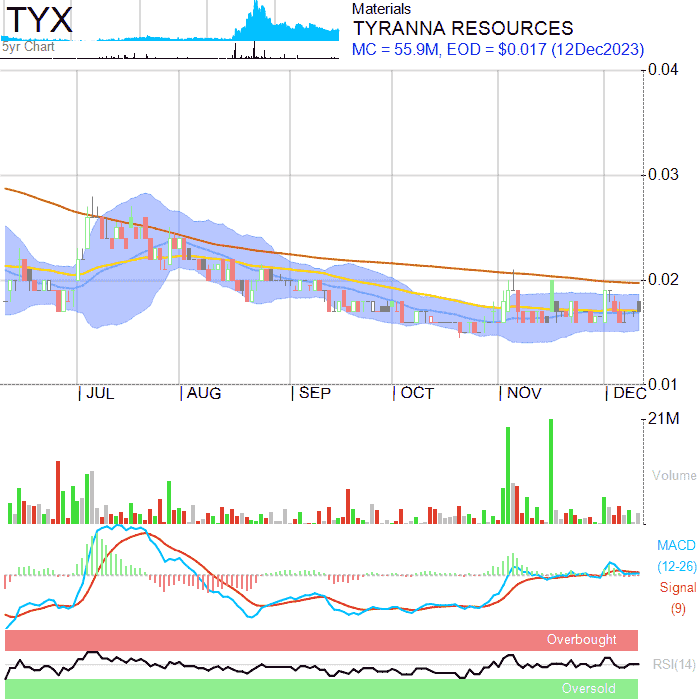 TYX
5yr Chart
Materials
TYRANNA RESOURCES
MC = 55.9M, EOD = $0.017 (12Dec2023)
0.04
0.03
0.02
0.01
JUL
AUG
SEP
OCT
NOV
DEC
21M
Volume
MACD
(12-26)
Signal
(9)
Overbought
RSI(14)
Oversold